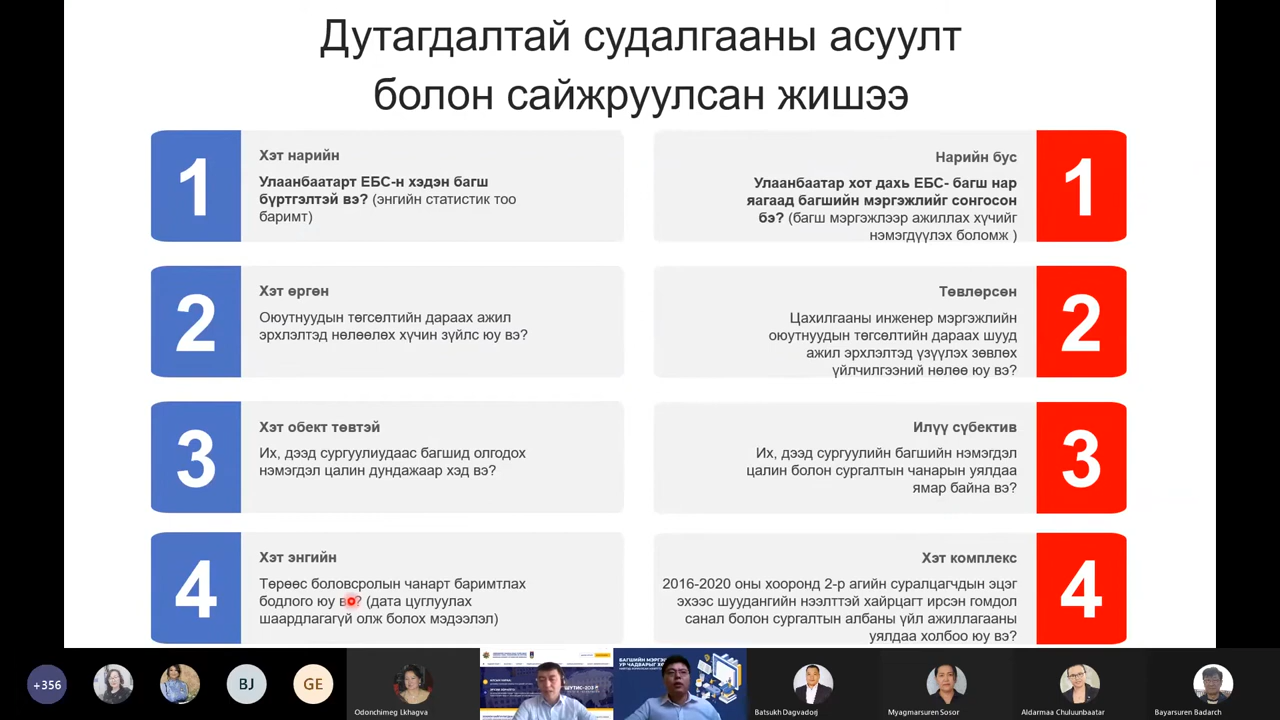 Дутагдалтай судалгааны асуулт
болон сайжруулсан жишээ
1
Хэт нарийн
Улаанбаатарт ЕБС-н хэдэн багш
бүртгэлтэй вэ? (энгийн статистик тоо
баримт)
Нарийн бус
Улаанбаатар хот дахь ЕБС- багш нар
яагаад багшийн мэргэжлийг сонгосон
бэ? (багш мэргэжлээр ажиллах хүчийг
нэмэгдүүлэх боломж )
1
2
Хэт өргөн
Оюутнуудын төгсөлтийн дараах ажил
эрхлэлтэд нөлөөлөх хүчин зүйлс юу вэ?
Төвлөрсөн
Цахилгааны инженер мэргэжлийн
оюутнуудын төгсөлтийн дараах шууд
ажил эрхлэлтэд үзүүлэх зөвлөх
үйлчилгээний нөлөө юу вэ?
2
3
Хэт обект төвтэй
Их, дээд сургуулиудаас багшид олгодох
нэмэгдэл цалин дундажаар хэд вэ?
Илүү сүбектив
Их, дээд сургуулийн багшийн нэмэгдэл
цалин болон сургалтын чанарын уялдаа
ямар байна вэ?
3
4
Хэт энгийн
Төрөөс боловсролын чанарт баримтлах
бодлого юу вэ? (дата цуглуулах
шаардлагагүй олж болох мэдээлэл)
Хэт комплекс
2016-2020 оны хооронд 2-р агийн суралцагчдын эцэг
эхээс шуудангийн нээлттэй хайрцагт ирсэн гомдол
санал болон сургалтын албаны үйл ажиллагааны
уялдаа холбоо юу вэ?
4
+356
BJ
GE
Odonchimeg Lkhagva
БАГШИЙН МЭРГЭ
УР ЧАДВАРЫГ ХӨ
Batsukh Dagvadorj
Myagmarsuren Sosor
Aldarmaa Chuluunbaatar
Bayarsuren Badarch